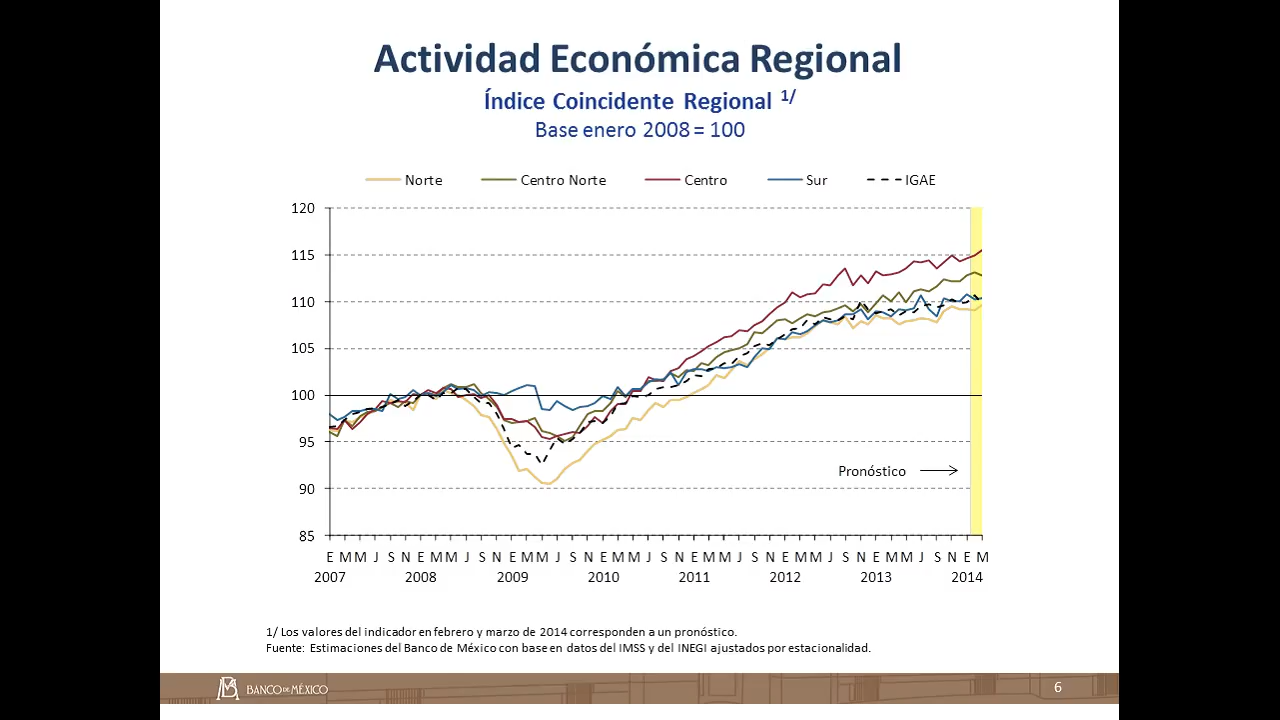 Actividad Económica Regional
Índice Coincidente Regional 1/
Base enero 2008 = 100
Norte Centro Norte Centro Sur IGAE
120
115
110
105
100
95
90
85
Pronóstico
E M M J S N E M M J S N E M M J S N E M M J S N E M M J S N E M M J S N E M M J S N E M
2007 2008 2009 2010 2011 2012 2013 2014
1/ Los valores del indicador en febrero y marzo de 2014 corresponden a un pronóstico.
Fuente: Estimaciones del Banco de México con base en datos del IMSS y del INEGI ajustados por estacionalidad.
BANCO DE MÉXICO 6